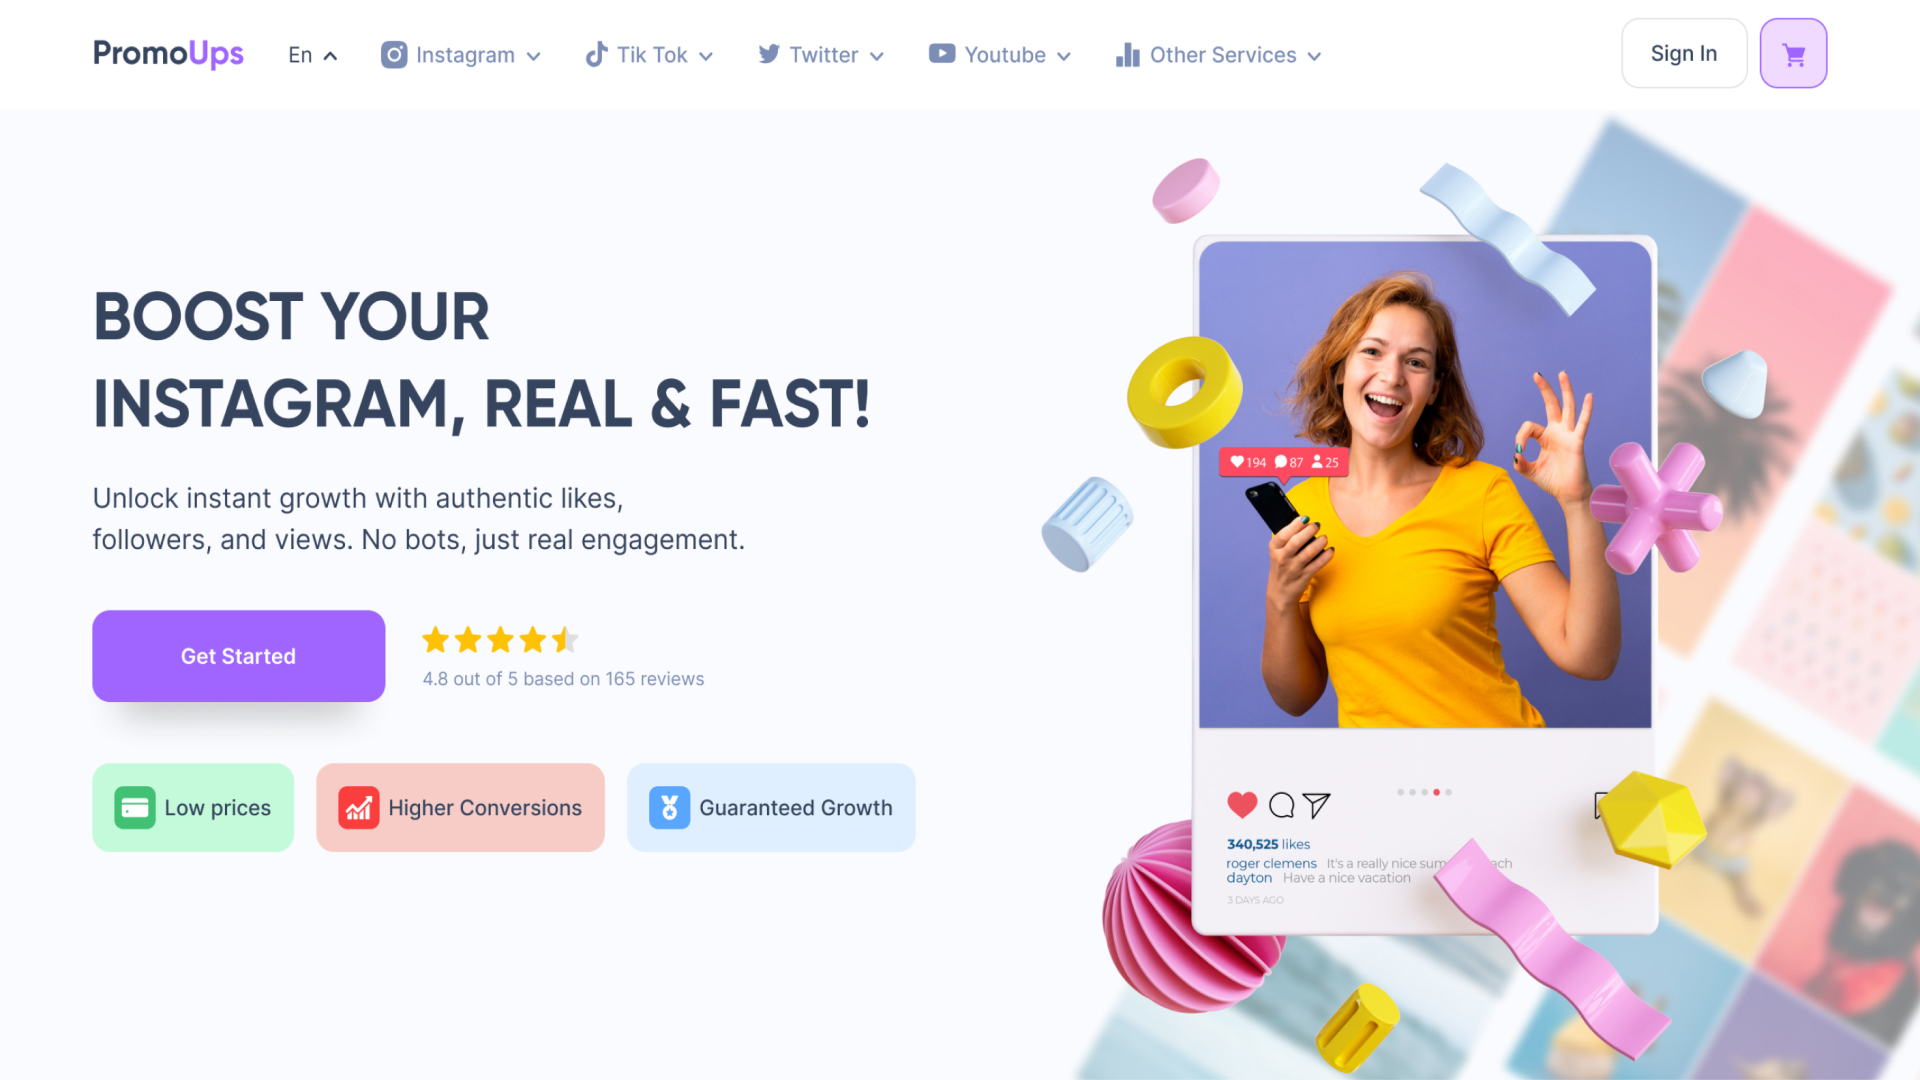 PromoUps
En
Instagram
Tik Tok
Twitter
Youtube
Other Services
Sign In
BOOST YOUR
INSTAGRAM, REAL & FAST!
Unlock instant growth with authentic likes,
followers, and views. No bots, just real engagement.
Get Started
4.8 out of 5 based on 165 reviews
Low prices
Higher Conversions
Guaranteed Growth
194 87 25
340,525 likes
roger clemens It's a really nice
dayton Have a nice vacation
3 DAYS AGO